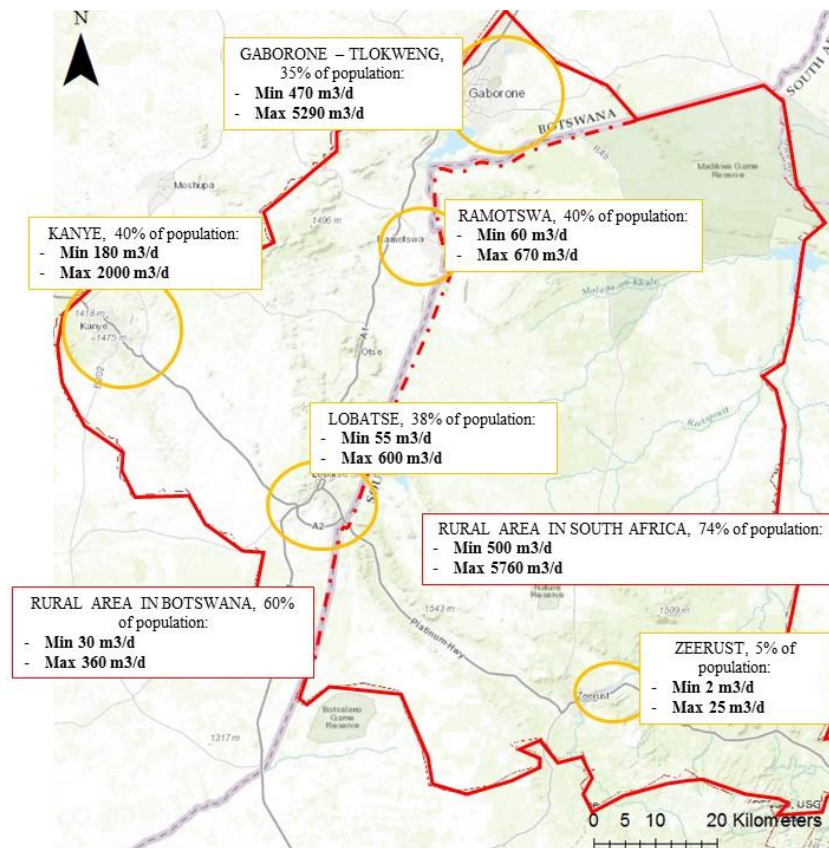 N
GABORONE – TLOKWENG,
35% of population:
- Min 470 m3/d
- Max 5290 m3/d
Gaborone
SOUTH AFRICA
BOTSWANA
R49
Madikwe Game
Reserve
Moshupa
1496 m
KANYE, 40% of population:
- Min 180 m3/d
- Max 2000 m3/d
Ramotswa
RAMOTSWA, 40% of population:
- Min 60 m3/d
- Max 670 m3/d
1418 m
Kanye
1475 m
A1
Otse
LOBATSE, 38% of population:
- Min 55 m3/d
- Max 600 m3/d
Lobatse
SOU
A2
RURAL AREA IN SOUTH AFRICA, 74% of population:
- Min 500 m3/d
- Max 5760 m3/d
RURAL AREA IN BOTSWANA, 60%
of population:
- Min 30 m3/d
- Max 360 m3/d
Nature
Reserve
1543 m
1509 m
Platinum-Hwy
ZEERUST, 5% of
population:
- Min 2 m3/d
- Max 25 m3/d
Zeerust
Botsalano
Game
Reserve
1317 m
USG
0 5 10 20 Kilometers